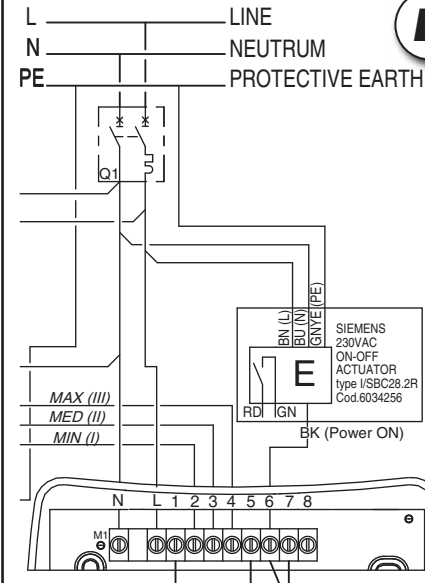 L LINE
N NEUTRUM
PE PROTECTIVE EARTH
Q1
BN (L)
BU (N)
GNYE (PE)
SIEMENS
230VAC
ON-OFF
ACTUATOR
type I/SBC28.2R
Cod.6034256
E
RD GN
BK (Power ON)
MAX (III)
MED (II)
MIN (I)
N L 1 2 3 4 5 6 7 8
M1